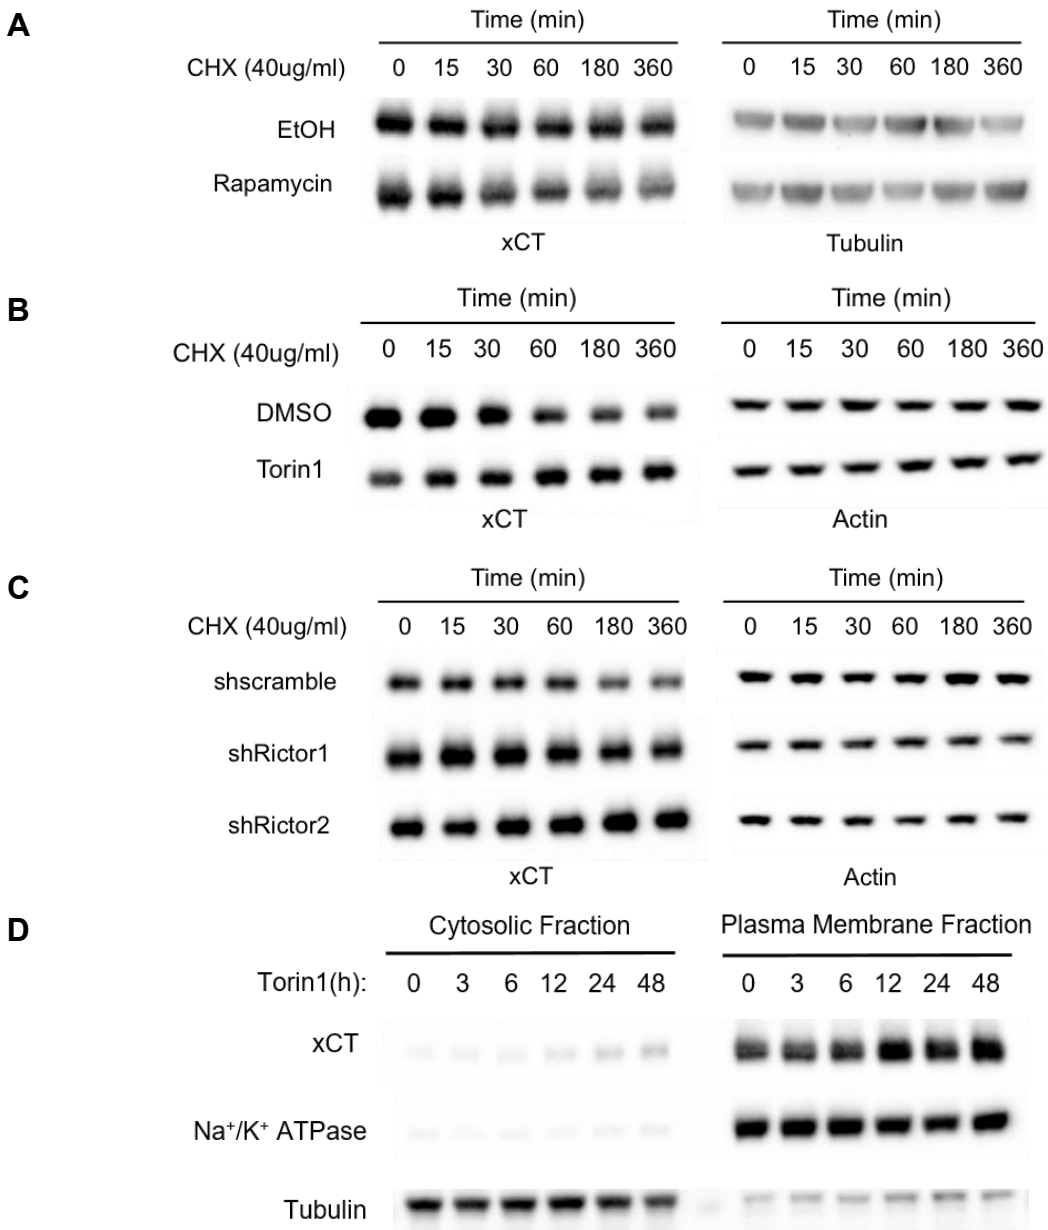 A
Time (min) Time (min)
CHX (40ug/ml) 0 15 30 60 180 360 0 15 30 60 180 360
EtOH
Rapamycin
xCT Tubulin
B
Time (min) Time (min)
CHX (40ug/ml) 0 15 30 60 180 360 0 15 30 60 180 360
DMSO
Torin1
xCT Actin
C
Time (min) Time (min)
CHX (40ug/ml) 0 15 30 60 180 360 0 15 30 60 180 360
shscramble
shRictor1
shRictor2
xCT Actin
D
Cytosolic Fraction Plasma Membrane Fraction
Torin1(h): 0 3 6 12 24 48 0 3 6 12 24 48
xCT
Na⁺/K⁺ ATPase
Tubulin